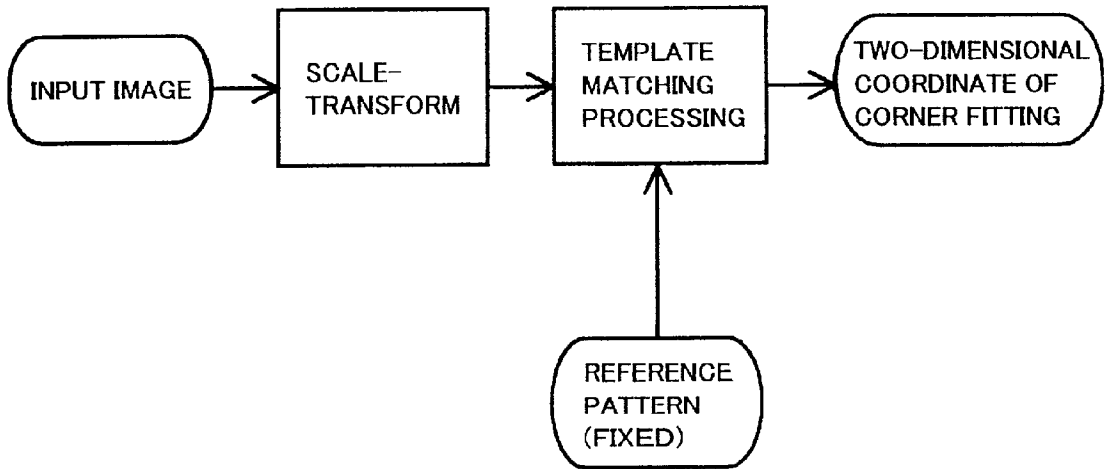 INPUT IMAGE
SCALE-
TRANSFORM
TEMPLATE
MATCHING
PROCESSING
TWO-DIMENSIONAL
COORDINATE OF
CORNER FITTING
REFERENCE
PATTERN
(FIXED)